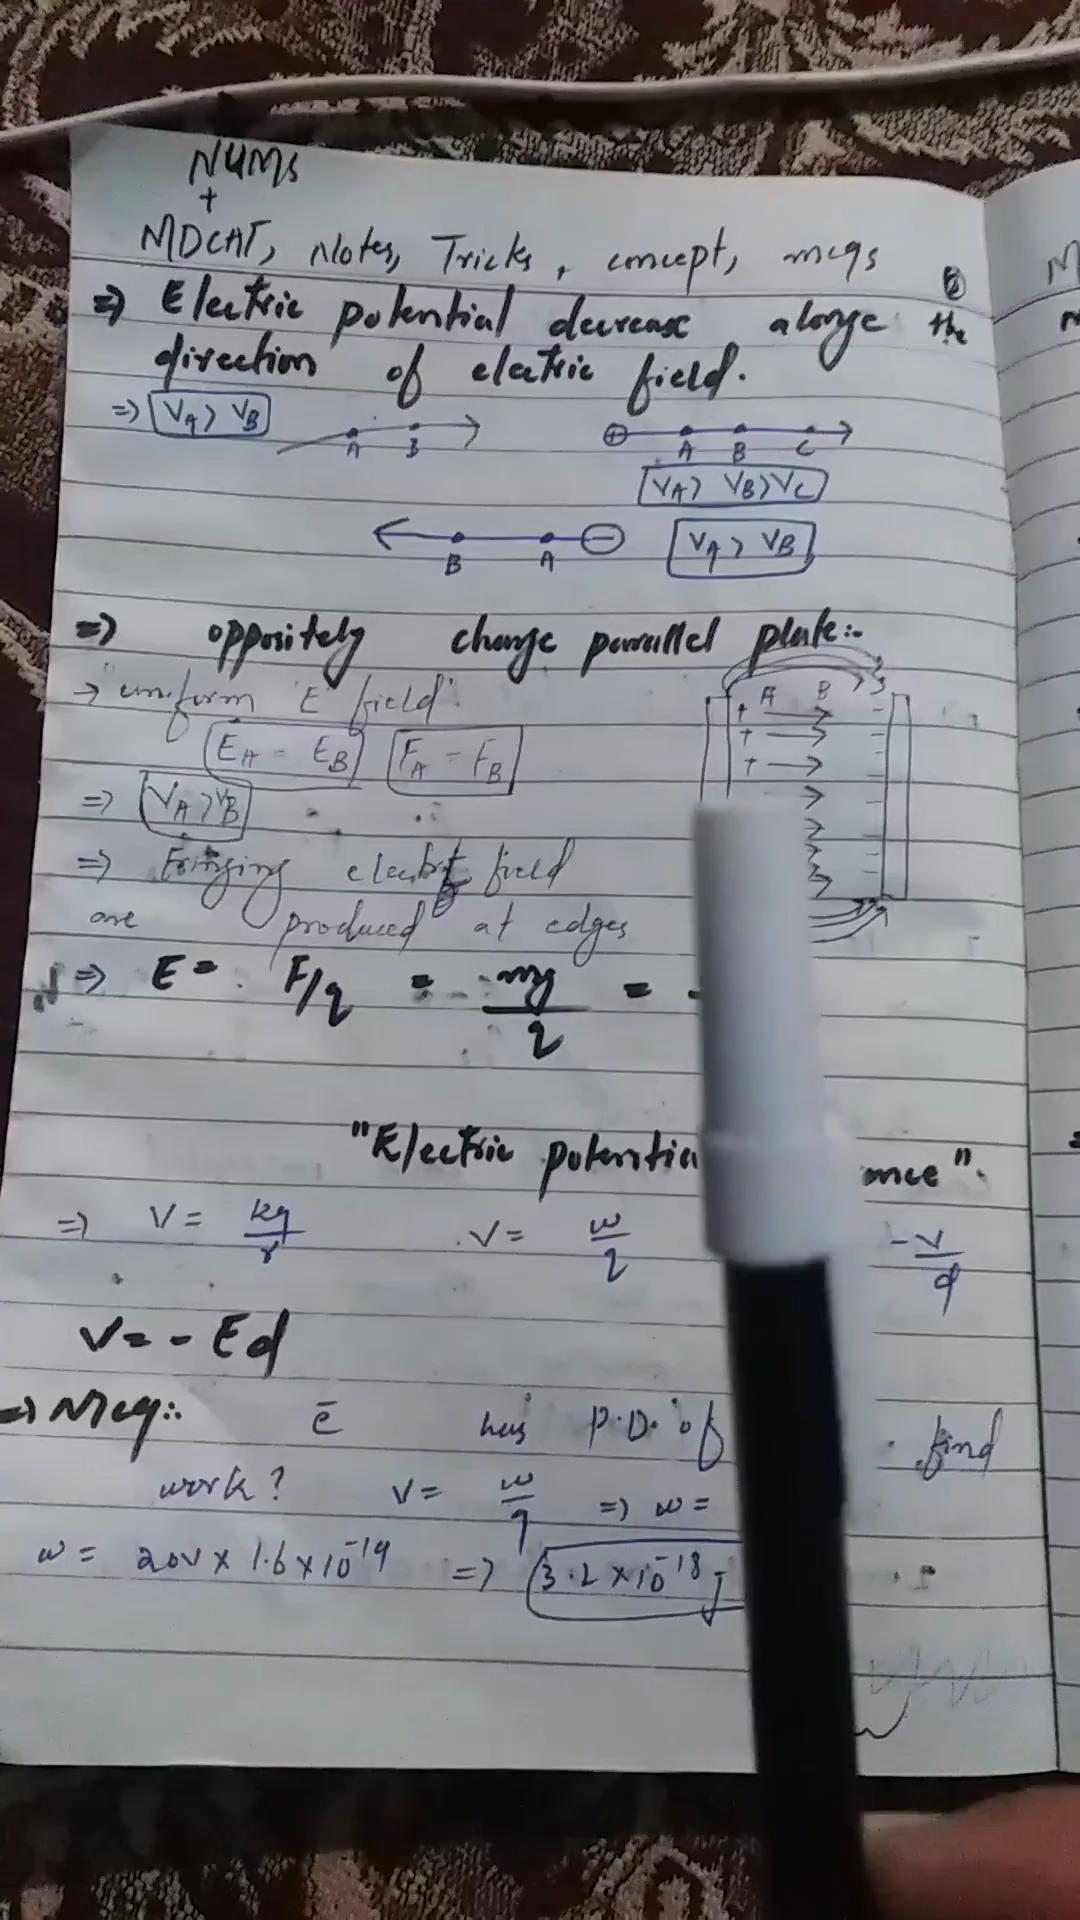 NUMS
+
MDCAT, Notes, Tricks, concept, mcqs
⇒ Electric potential decrease alonge the
direction of electric field.
⇒ VA > VB
A B
⊕ A B C
VA > VB > VC
B A ⊖
VA > VB
⇒ oppositely charge parallel plate:-
→ "uniform 'E' field"
A B
EA = EB FA = FB
⇒ VA > VB
⇒ Fringing electric field
are produced at edges
⇒ E = F/q = mg/q =
"Electric potentia ence".
⇒ V = kq/r V = w/q -V/d
V = - Ed
⇒ Mcq:- ē has P.D. of find
work? V = w/q ⇒ w =
w = 20V × 1.6 × 10^-19 ⇒ 3.2 × 10^-18 J